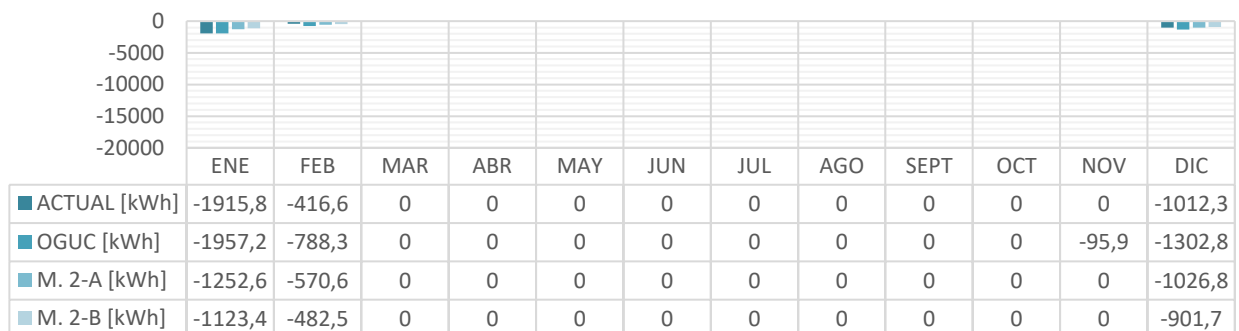 0
-5000
-10000
-15000
-20000
ENE FEB MAR ABR MAY JUN JUL AGO SEPT OCT NOV DIC
ACTUAL [kWh] -1915,8 -416,6 0 0 0 0 0 0 0 0 0 -1012,3
OGUC [kWh] -1957,2 -788,3 0 0 0 0 0 0 0 0 -95,9 -1302,8
M. 2-A [kWh] -1252,6 -570,6 0 0 0 0 0 0 0 0 0 -1026,8
M. 2-B [kWh] -1123,4 -482,5 0 0 0 0 0 0 0 0 0 -901,7